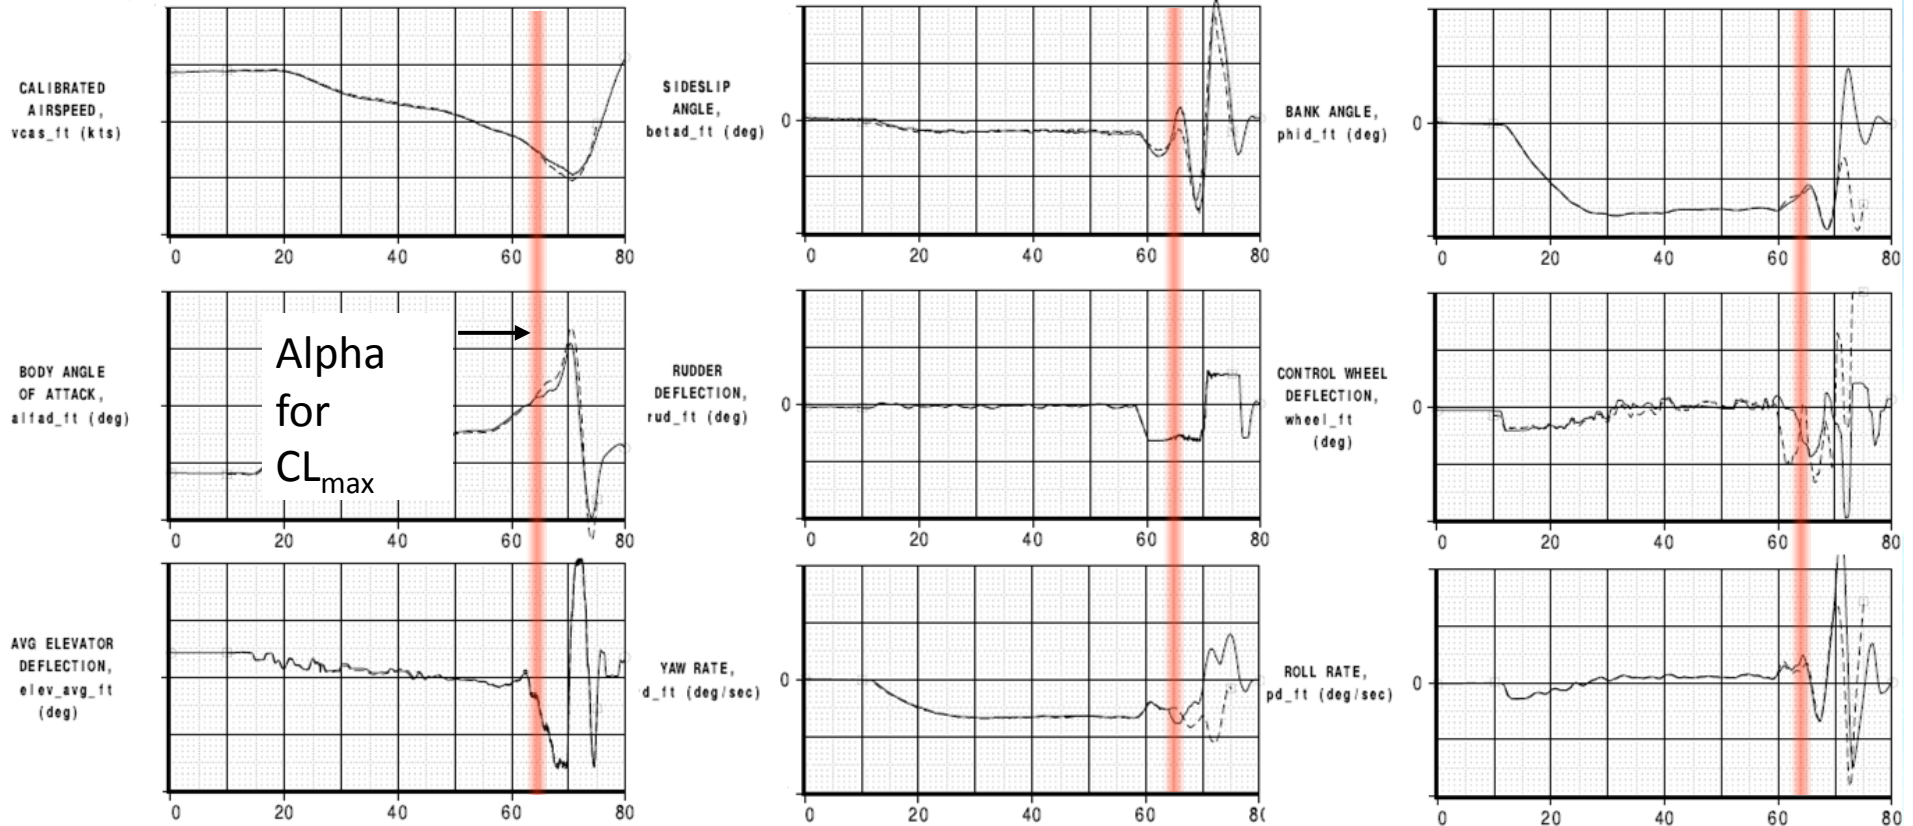 CALIBRATED
AIRSPEED,
vcas_ft (kts)
0 20 40 60 80
SIDESLIP
ANGLE,
betad_ft (deg)
0
0 20 40 60 80
BANK ANGLE,
phid_ft (deg)
0
0 20 40 60 80
BODY ANGLE
OF ATTACK,
alfad_ft (deg)
Alpha
for
CLmax
0 20 40 60 80
RUDDER
DEFLECTION,
rud_ft (deg)
0
0 20 40 60 80
CONTROL WHEEL
DEFLECTION,
wheel_ft
(deg)
0
0 20 40 60 80
AVG ELEVATOR
DEFLECTION,
elev_avg_ft
(deg)
0 20 40 60 80
YAW RATE,
d_ft (deg/sec)
0
0 20 40 60 80
ROLL RATE,
pd_ft (deg/sec)
0
0 20 40 60 80